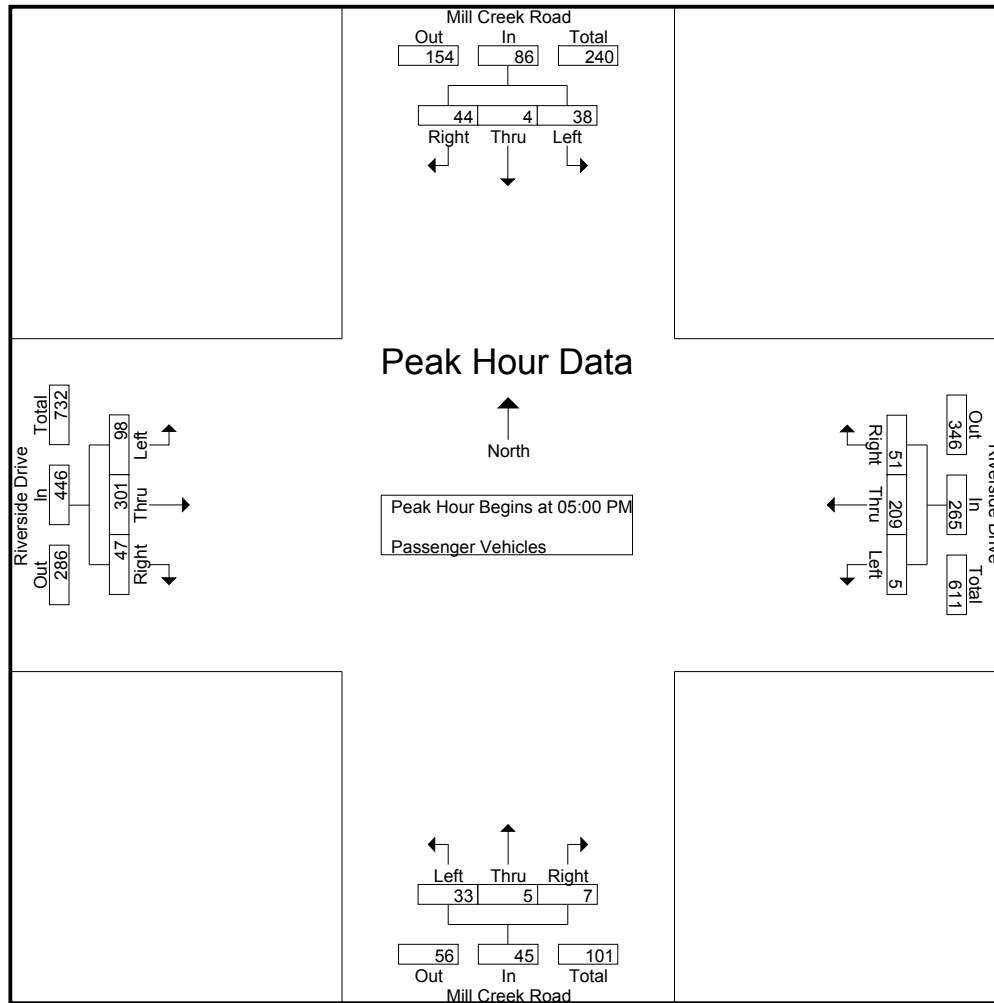 Mill Creek Road
Out In Total
154 86 240
44 4 38
Right Thru Left
Peak Hour Data
North
Peak Hour Begins at 05:00 PM
Passenger Vehicles
Riverside Drive
Out In Total
286 446 732
47 301 98
Right Thru Left
Riverside Drive
Out In Total
346 265 611
51 209 5
Right Thru Left
Left Thru Right
33 5 7
56 45 101
Out In Total
Mill Creek Road